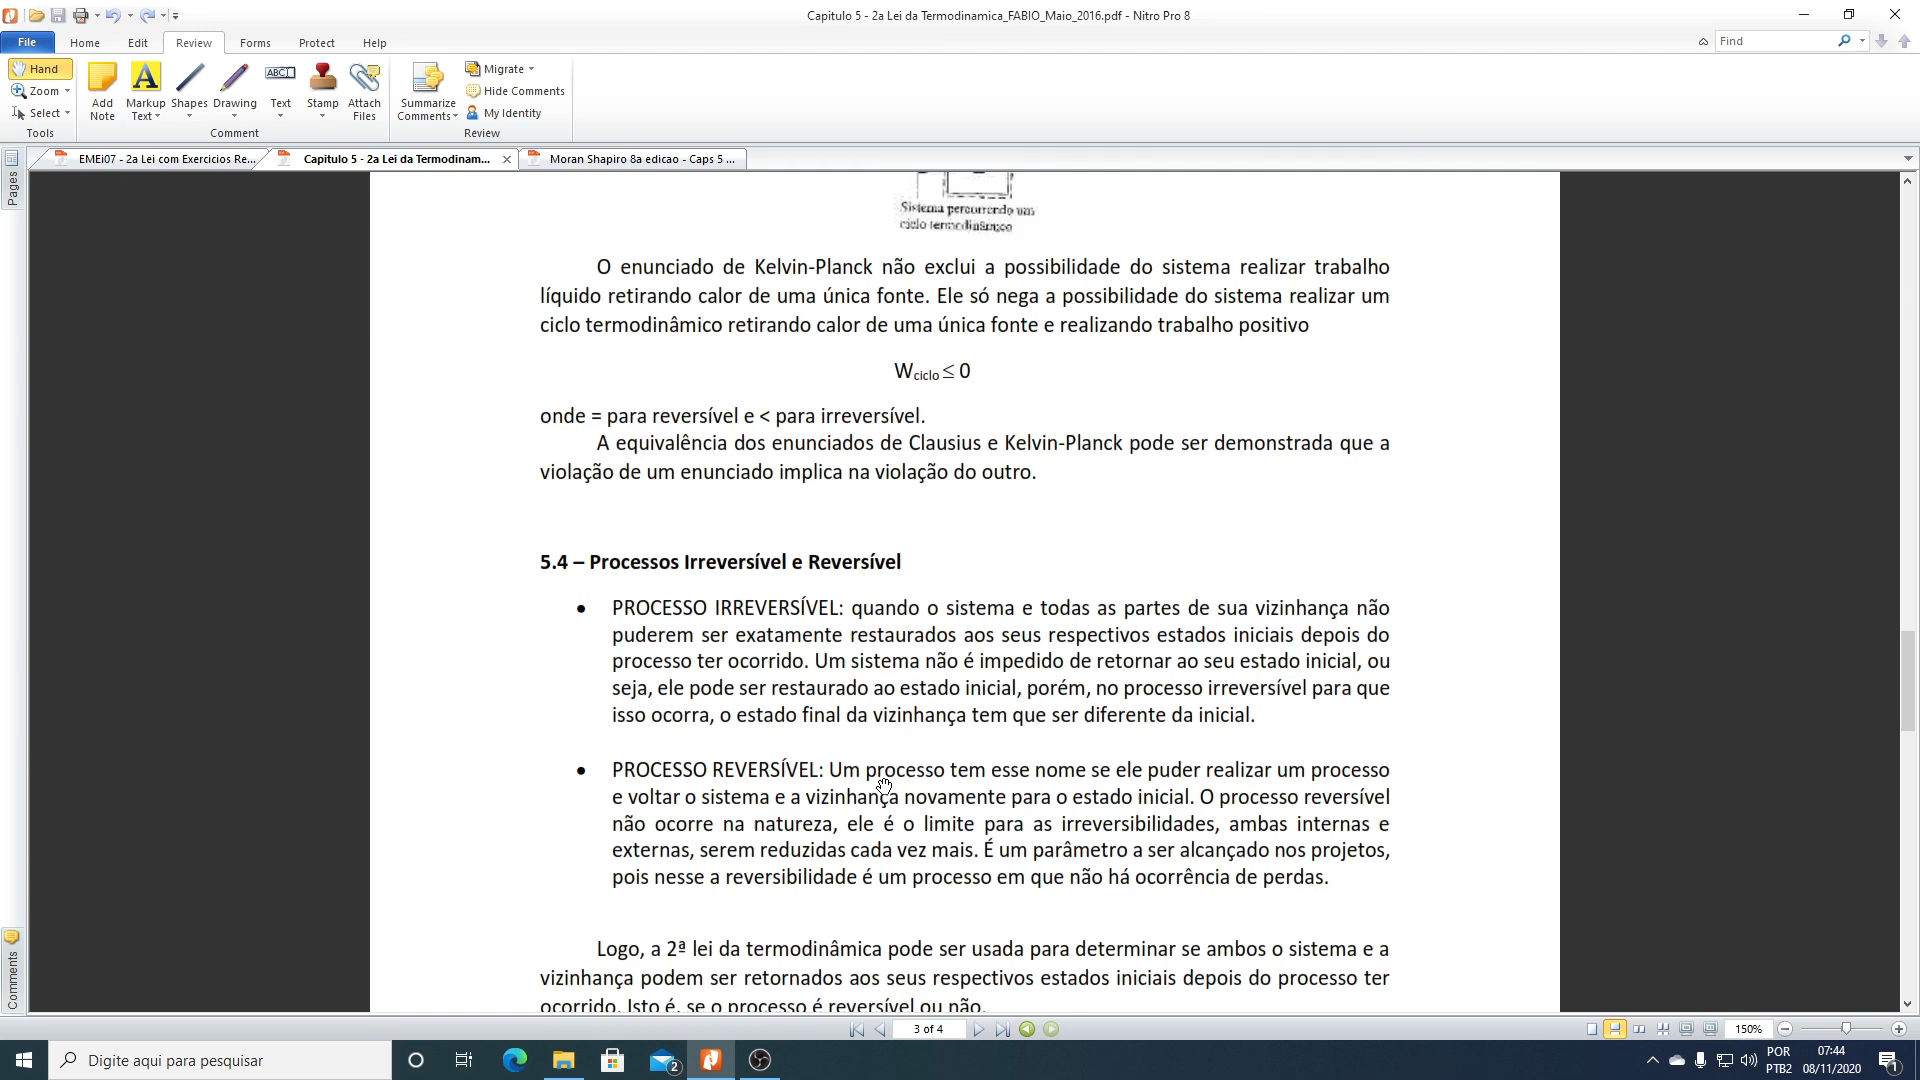 Capitulo 5 - 2a Lei da Termodinamica_FABIO_Maio_2016.pdf - Nitro Pro 8
File Home Edit Review Forms Protect Help
Find
Hand
Zoom
Select
Tools
Add Note
Markup Text
Shapes
Drawing
Text
Stamp
Attach Files
Comment
Summarize Comments
Migrate
Hide Comments
My Identity
Review
EMEi07 - 2a Lei com Exercicios Re...
Capitulo 5 - 2a Lei da Termodinam...
Moran Shapiro 8a edicao - Caps 5 ...
Pages
Comments
Sistema percorrendo um
ciclo termodinâmico
O enunciado de Kelvin-Planck não exclui a possibilidade do sistema realizar trabalho
líquido retirando calor de uma única fonte. Ele só nega a possibilidade do sistema realizar um
ciclo termodinâmico retirando calor de uma única fonte e realizando trabalho positivo
Wciclo ≤ 0
onde = para reversível e < para irreversível.
A equivalência dos enunciados de Clausius e Kelvin-Planck pode ser demonstrada que a
violação de um enunciado implica na violação do outro.
5.4 – Processos Irreversível e Reversível
• PROCESSO IRREVERSÍVEL: quando o sistema e todas as partes de sua vizinhança não
puderem ser exatamente restaurados aos seus respectivos estados iniciais depois do
processo ter ocorrido. Um sistema não é impedido de retornar ao seu estado inicial, ou
seja, ele pode ser restaurado ao estado inicial, porém, no processo irreversível para que
isso ocorra, o estado final da vizinhança tem que ser diferente da inicial.
• PROCESSO REVERSÍVEL: Um processo tem esse nome se ele puder realizar um processo
e voltar o sistema e a vizinhança novamente para o estado inicial. O processo reversível
não ocorre na natureza, ele é o limite para as irreversibilidades, ambas internas e
externas, serem reduzidas cada vez mais. É um parâmetro a ser alcançado nos projetos,
pois nesse a reversibilidade é um processo em que não há ocorrência de perdas.
Logo, a 2ª lei da termodinâmica pode ser usada para determinar se ambos o sistema e a
vizinhança podem ser retornados aos seus respectivos estados iniciais depois do processo ter
ocorrido. Isto é, se o processo é reversível ou não.
3 of 4
150%
Digite aqui para pesquisar
2
POR
PTB2
07:44
08/11/2020
1